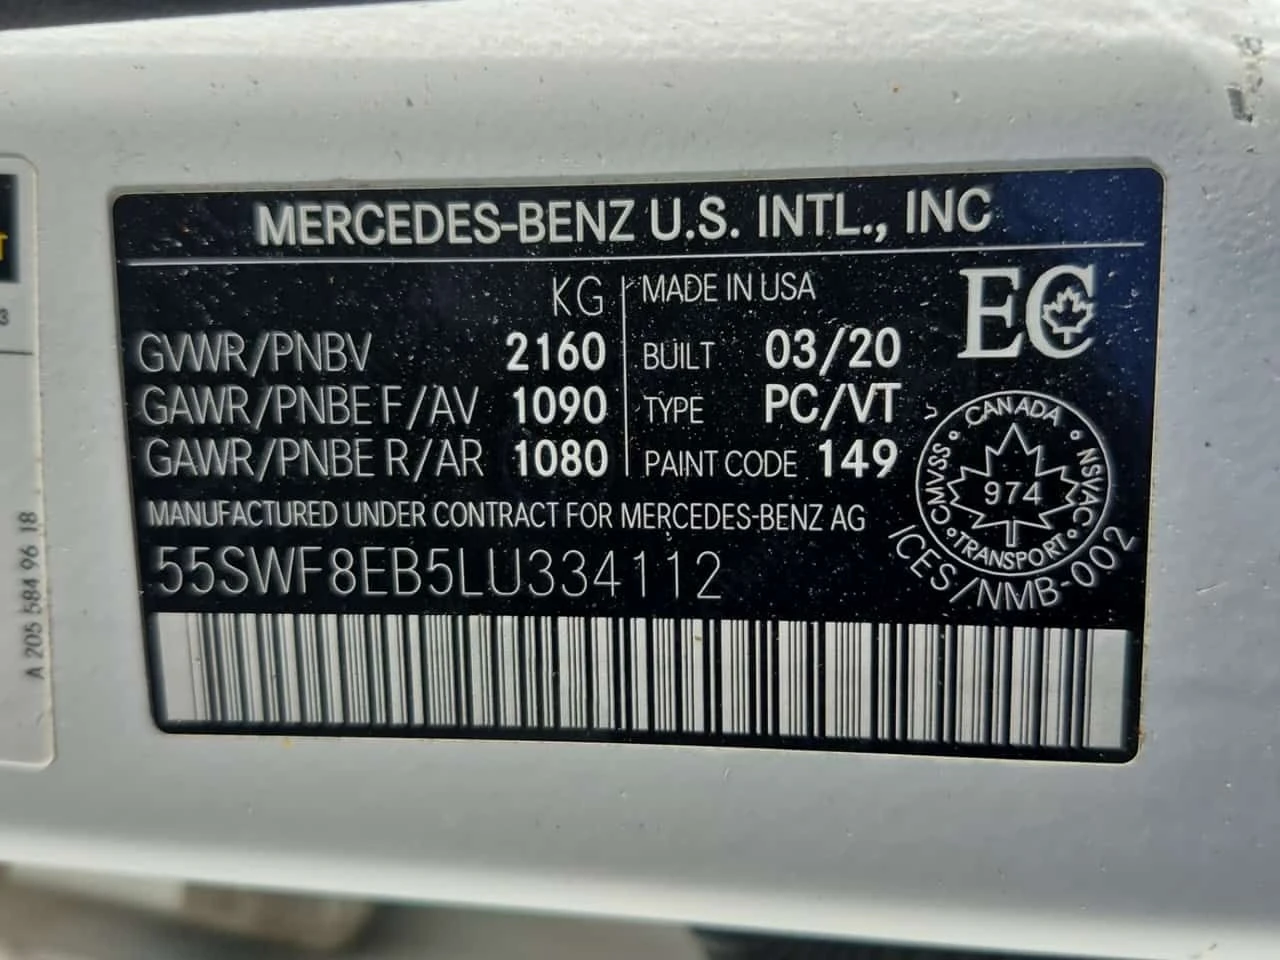 MERCEDES-BENZ U.S. INTL., INC
KG
GVWR/PNBV 2160
GAWR/PNBE F/AV 1090
GAWR/PNBE R/AR 1080
MADE IN USA
BUILT 03/20
TYPE PC/VT
PAINT CODE 149
EC
CANADA
CMVSS NSVAC
974
TRANSPORT
ICES/NMB-002
MANUFACTURED UNDER CONTRACT FOR MERCEDES-BENZ AG
55SWF8EB5LU334112
A 205 584 96 18
T
3